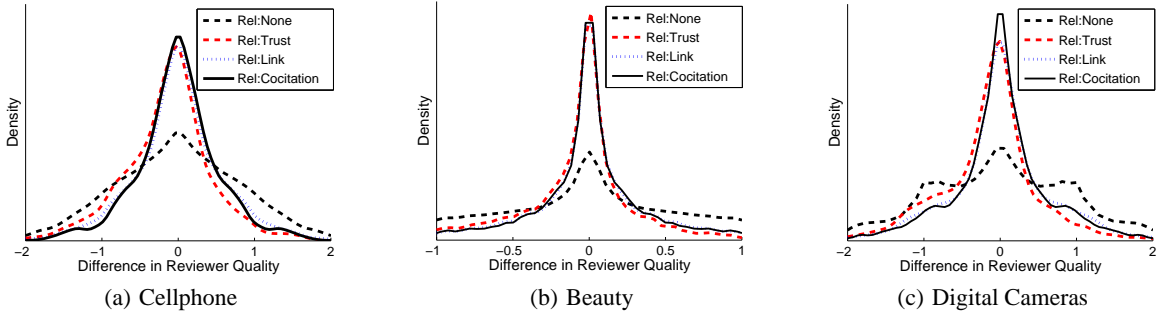 Density
Rel:None
Rel:Trust
Rel:Link
Rel:Cocitation
−2 −1 0 1 2
Difference in Reviewer Quality
(a) Cellphone
Density
Rel:None
Rel:Trust
Rel:Link
Rel:Cocitation
−1 −0.5 0 0.5 1
Difference in Reviewer Quality
(b) Beauty
Density
Rel:None
Rel:Trust
Rel:Link
Rel:Cocitation
−2 −1 0 1 2
Difference in Reviewer Quality
(c) Digital Cameras